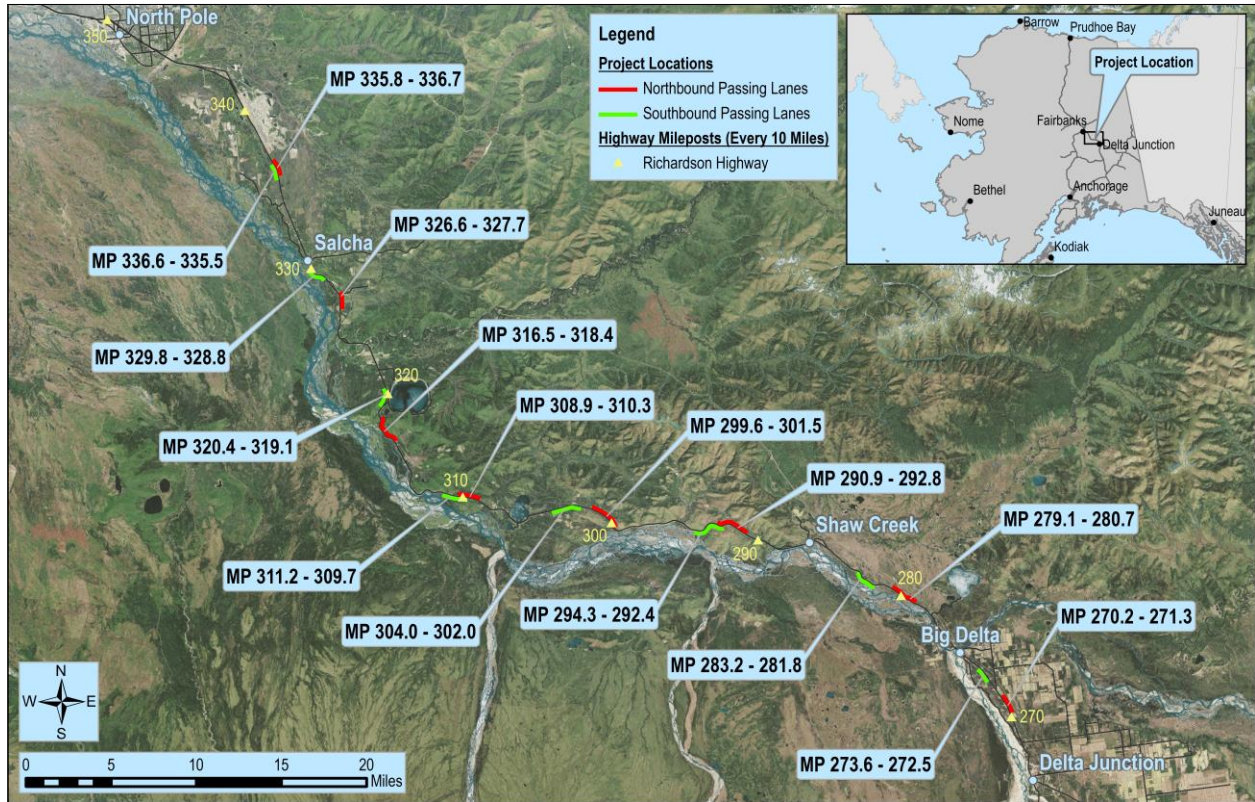 North Pole
350
340
MP 335.8 - 336.7
MP 336.6 - 335.5
Salcha
330
MP 326.6 - 327.7
MP 329.8 - 328.8
MP 316.5 - 318.4
320
MP 320.4 - 319.1
MP 308.9 - 310.3
310
MP 311.2 - 309.7
MP 299.6 - 301.5
300
MP 304.0 - 302.0
MP 290.9 - 292.8
290
MP 294.3 - 292.4
Shaw Creek
MP 279.1 - 280.7
280
MP 283.2 - 281.8
Big Delta
MP 270.2 - 271.3
270
MP 273.6 - 272.5
Delta Junction
Legend
Project Locations
Northbound Passing Lanes
Southbound Passing Lanes
Highway Mileposts (Every 10 Miles)
Richardson Highway
Barrow
Prudhoe Bay
Project Location
Nome
Fairbanks
Delta Junction
Bethel
Anchorage
Juneau
Kodiak
N
W E
S
0 5 10 15 20
Miles